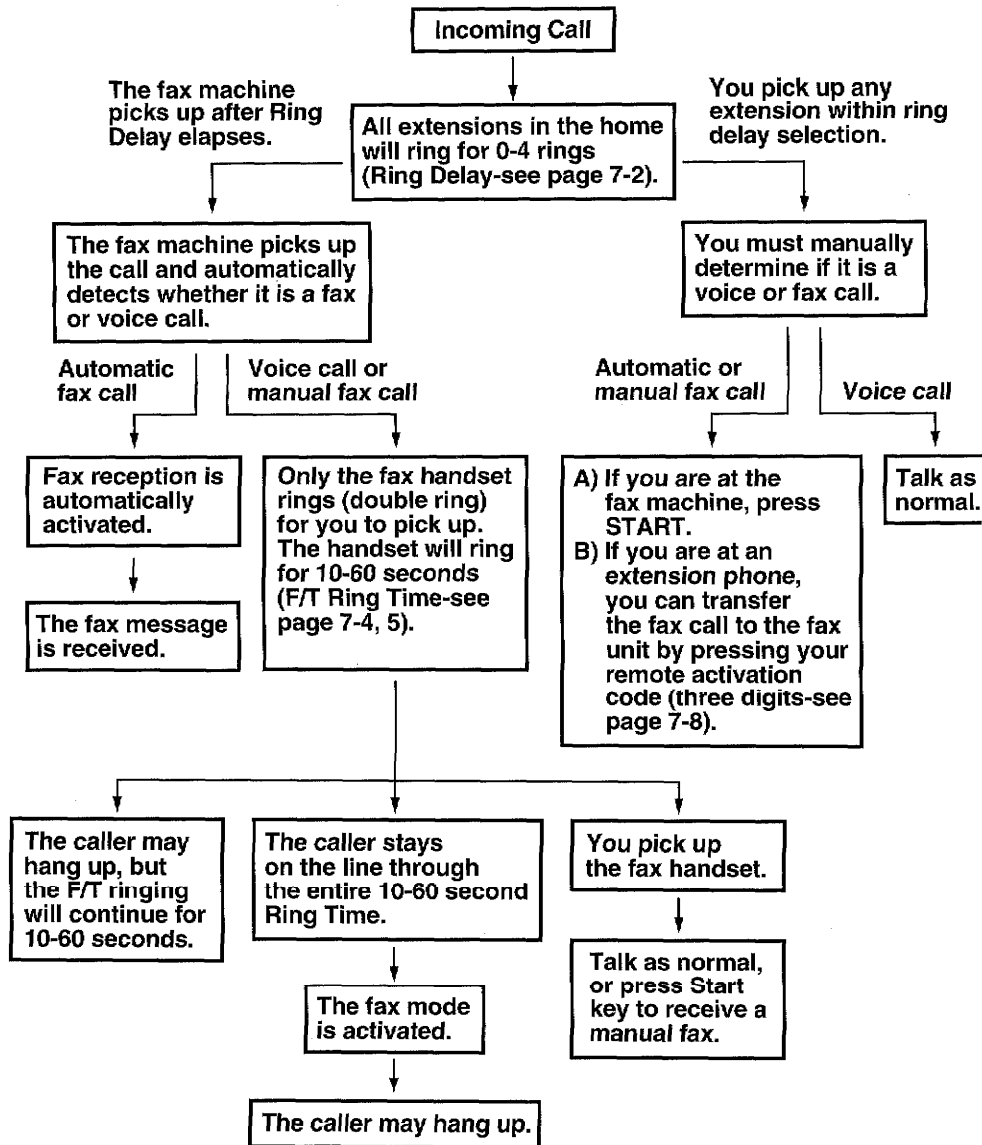 Incoming Call
The fax machine
picks up after Ring
Delay elapses.
You pick up any
extension within ring
delay selection.
All extensions in the home
will ring for 0-4 rings
(Ring Delay-see page 7-2).
The fax machine picks up
the call and automatically
detects whether it is a fax
or voice call.
You must manually
determine if it is a
voice or fax call.
Automatic
fax call
Voice call or
manual fax call
Automatic or
manual fax call
Voice call
Fax reception is
automatically
activated.
The fax message
is received.
Only the fax handset
rings (double ring)
for you to pick up.
The handset will ring
for 10-60 seconds
(F/T Ring Time-see
page 7-4, 5).
A) If you are at the
fax machine, press
START.
B) If you are at an
extension phone,
you can transfer
the fax call to the fax
unit by pressing your
remote activation
code (three digits-see
page 7-8).
Talk as
normal.
The caller may
hang up, but
the F/T ringing
will continue for
10-60 seconds.
The caller stays
on the line through
the entire 10-60 second
Ring Time.
The fax mode
is activated.
The caller may hang up.
You pick up
the fax handset.
Talk as normal,
or press Start
key to receive a
manual fax.